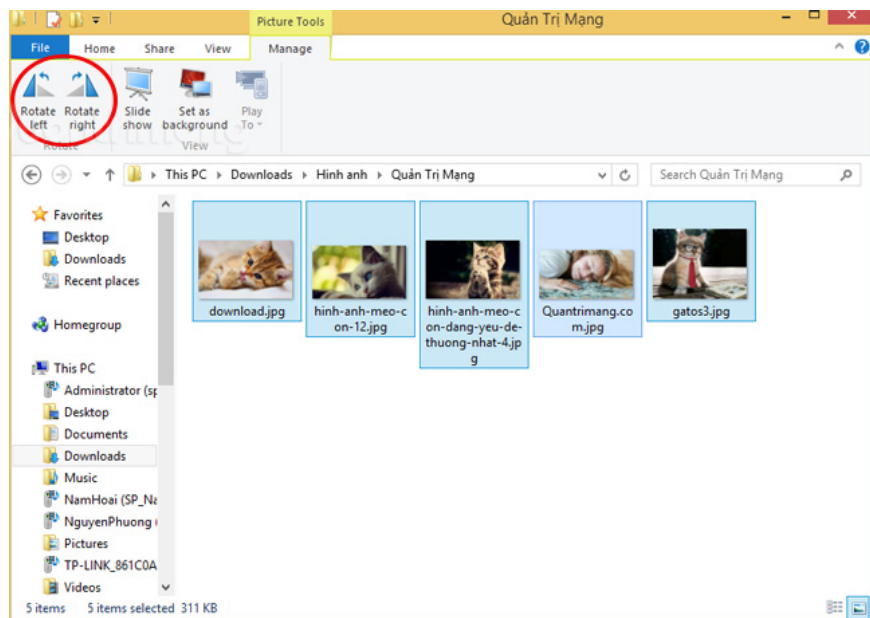 Picture Tools
Quản Trị Mạng
File Home Share View Manage
Rotate left
Rotate right
Slide show
Set as background
Play To
Rotate
View
This PC Downloads Hinh anh Quản Trị Mạng
Search Quản Trị Mạng
Favorites
Desktop
Downloads
Recent places
Homegroup
This PC
Administrator (sp
Desktop
Documents
Downloads
Music
NamHoai (SP_Na
NguyenPhuong (
Pictures
TP-LINK_861C0A
Videos
download.jpg
hinh-anh-meo-c
on-12.jpg
hinh-anh-meo-c
on-dang-yeu-de-
thuong-nhat-4.jp
g
Quantrimang.co
m.jpg
gatos3.jpg
5 items 5 items selected 311 KB